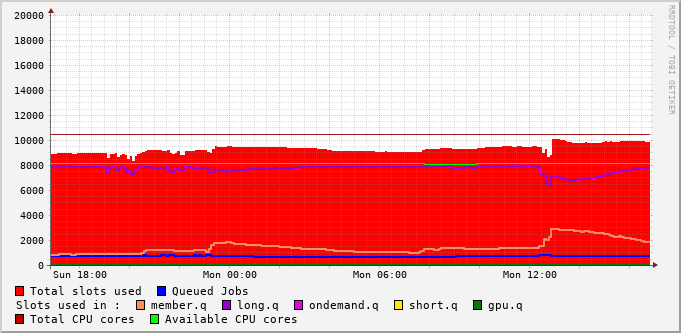 20000
18000
16000
14000
12000
10000
8000
6000
4000
2000
0
Sun 18:00 Mon 00:00 Mon 06:00 Mon 12:00
RRDTOOL / TOBI OETIKER
Total slots used Queued Jobs
Slots used in : member.q long.q ondemand.q short.q gpu.q
Total CPU cores Available CPU cores